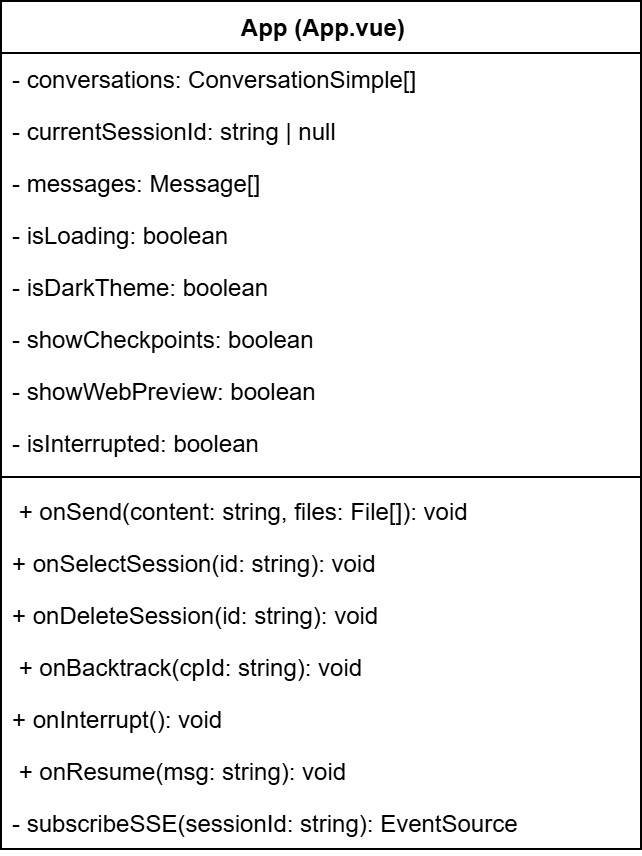 App (App.vue)
- conversations: ConversationSimple[]
- currentSessionId: string | null
- messages: Message[]
- isLoading: boolean
- isDarkTheme: boolean
- showCheckpoints: boolean
- showWebPreview: boolean
- isInterrupted: boolean
+ onSend(content: string, files: File[]): void
+ onSelectSession(id: string): void
+ onDeleteSession(id: string): void
+ onBacktrack(cpId: string): void
+ onInterrupt(): void
+ onResume(msg: string): void
- subscribeSSE(sessionId: string): EventSource